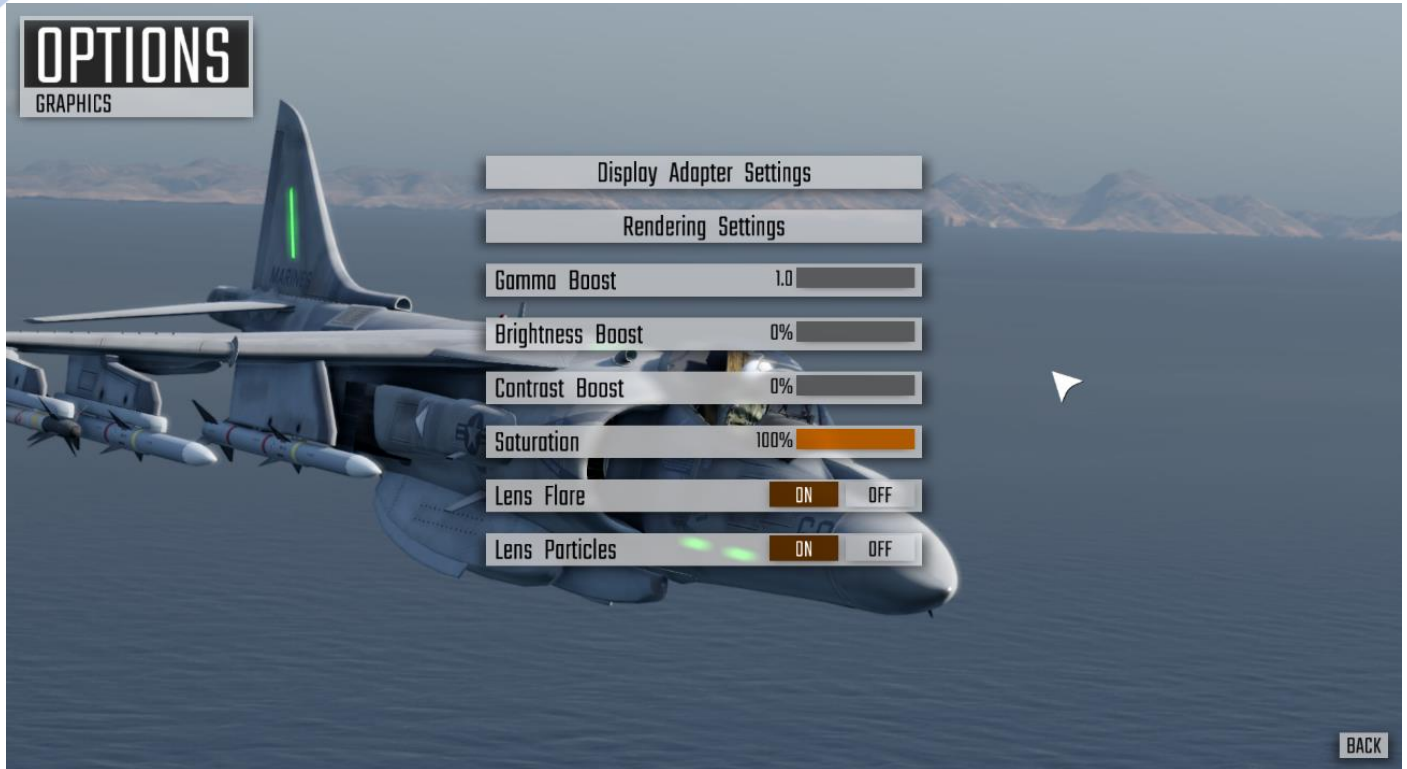 OPTIONS
GRAPHICS
Display Adapter Settings
Rendering Settings
Gamma Boost 1.0
Brightness Boost 0%
Contrast Boost 0%
Saturation 100%
Lens Flare ON OFF
Lens Particles ON OFF
MARINES
BACK